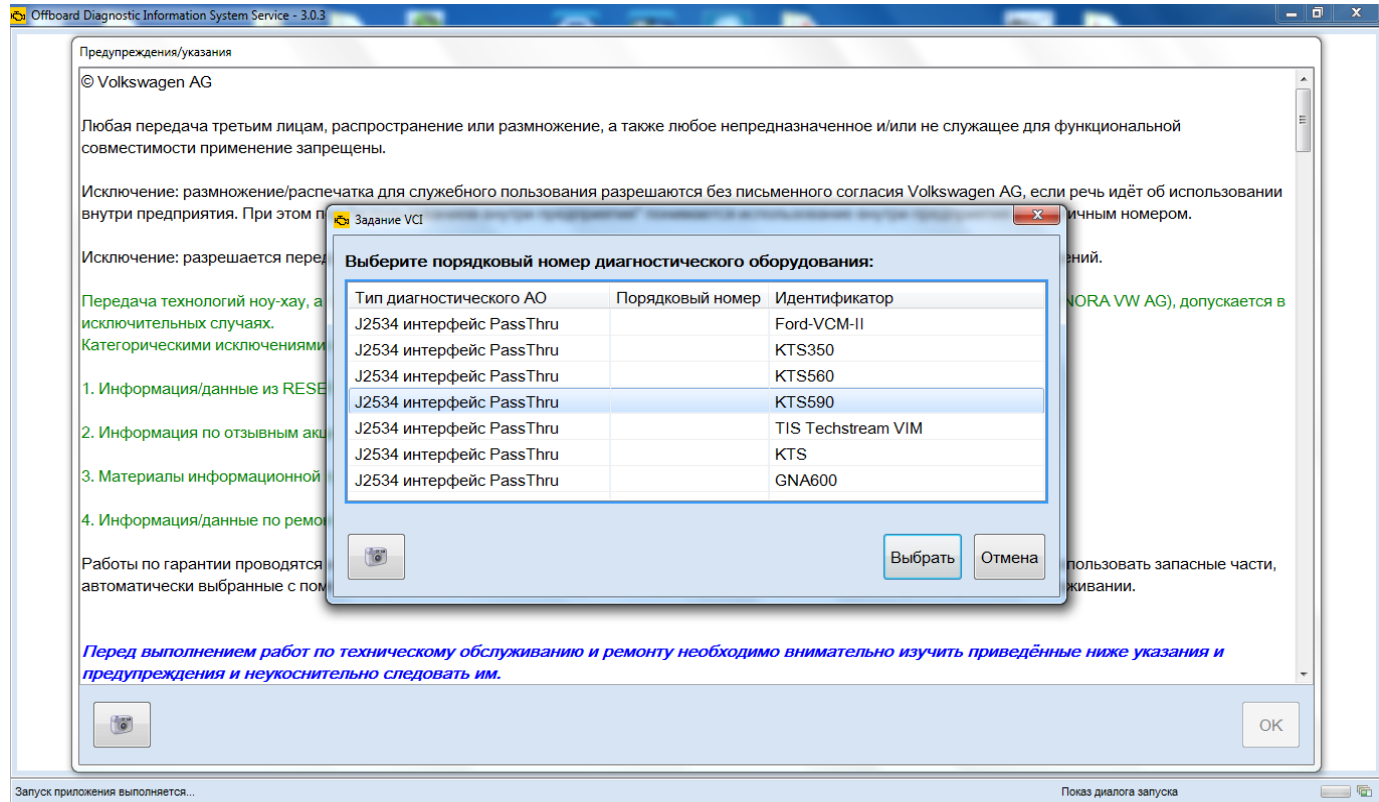 Offboard Diagnostic Information System Service - 3.0.3
Предупреждения/указания
© Volkswagen AG
Любая передача третьим лицам, распространение или размножение, а также любое непредназначенное и/или не служащее для функциональной
совместимости применение запрещены.
Исключение: размножение/распечатка для служебного пользования разрешаются без письменного согласия Volkswagen AG, если речь идёт об использовании
внутри предприятия. При этом п
ичным номером.
Исключение: разрешается перед
ений.
Передача технологий ноу-хау, а
NORA VW AG), допускается в
исключительных случаях.
Категорическими исключениями
1. Информация/данные из RESE
2. Информация по отзывным акц
3. Материалы информационной
4. Информация/данные по ремон
Работы по гарантии проводятся
пользовать запасные части,
автоматически выбранные с пом
живании.
Перед выполнением работ по техническому обслуживанию и ремонту необходимо внимательно изучить приведённые ниже указания и
предупреждения и неукоснительно следовать им.
Задание VCI
Выберите порядковый номер диагностического оборудования:
Тип диагностического АО Порядковый номер Идентификатор
J2534 интерфейс PassThru Ford-VCM-II
J2534 интерфейс PassThru KTS350
J2534 интерфейс PassThru KTS560
J2534 интерфейс PassThru KTS590
J2534 интерфейс PassThru TIS Techstream VIM
J2534 интерфейс PassThru KTS
J2534 интерфейс PassThru GNA600
Выбрать Отмена
OK
Запуск приложения выполняется... Показ диалога запуска